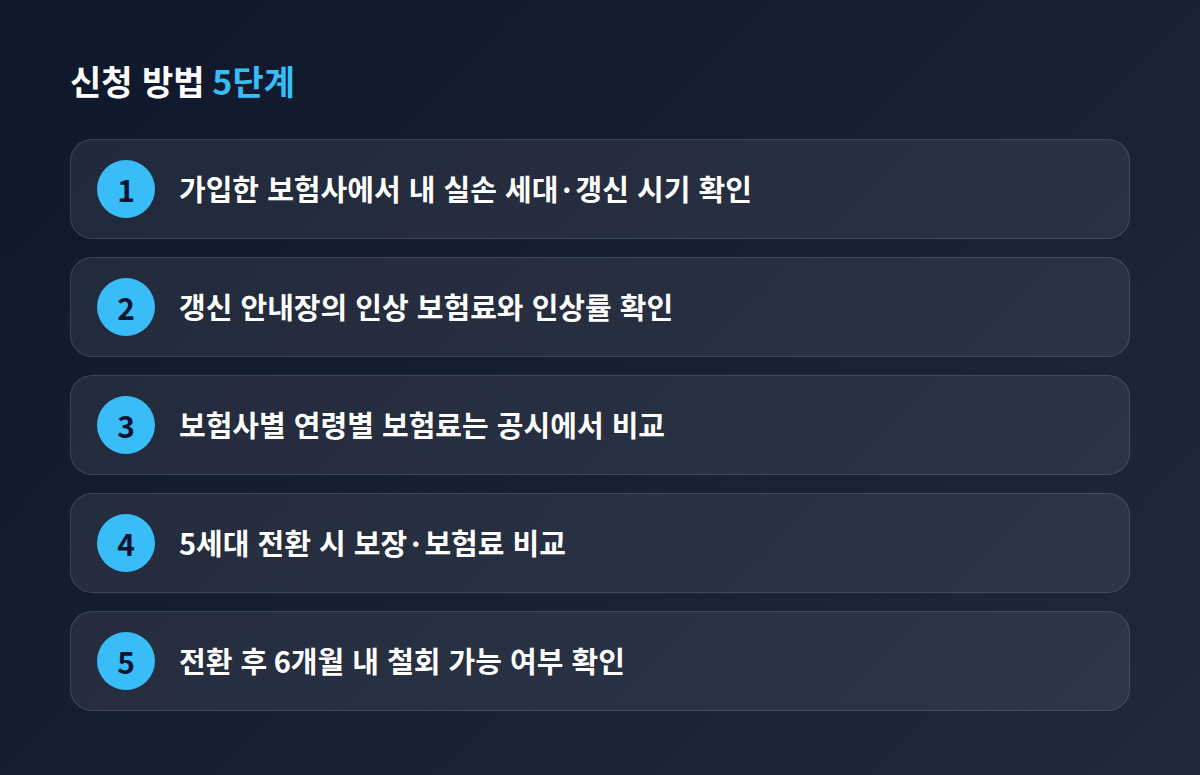 신청 방법 5단계
1 가입한 보험사에서 내 실손 세대·갱신 시기 확인
2 갱신 안내장의 인상 보험료와 인상률 확인
3 보험사별 연령별 보험료는 공시에서 비교
4 5세대 전환 시 보장·보험료 비교
5 전환 후 6개월 내 철회 가능 여부 확인